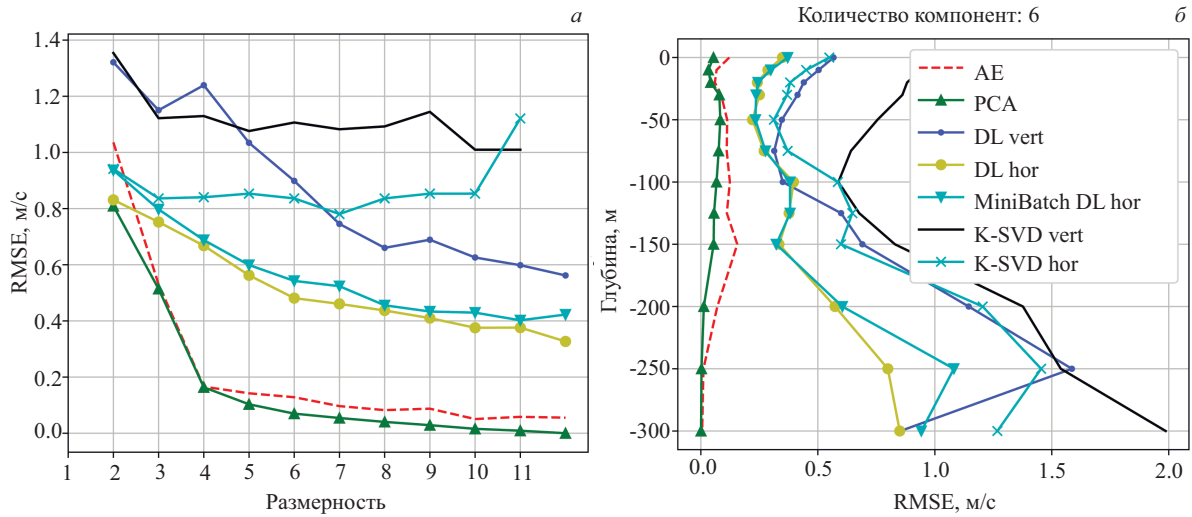 а
1.4
1.2
1.0
0.8
0.6
0.4
0.2
0.0
RMSE, м/с
1 2 3 4 5 6 7 8 9 10 11
Размерность
Количество компонент: 6
б
0
-50
-100
-150
-200
-250
-300
Глубина, м
AE
PCA
DL vert
DL hor
MiniBatch DL hor
K-SVD vert
K-SVD hor
0.0 0.5 1.0 1.5 2.0
RMSE, м/с